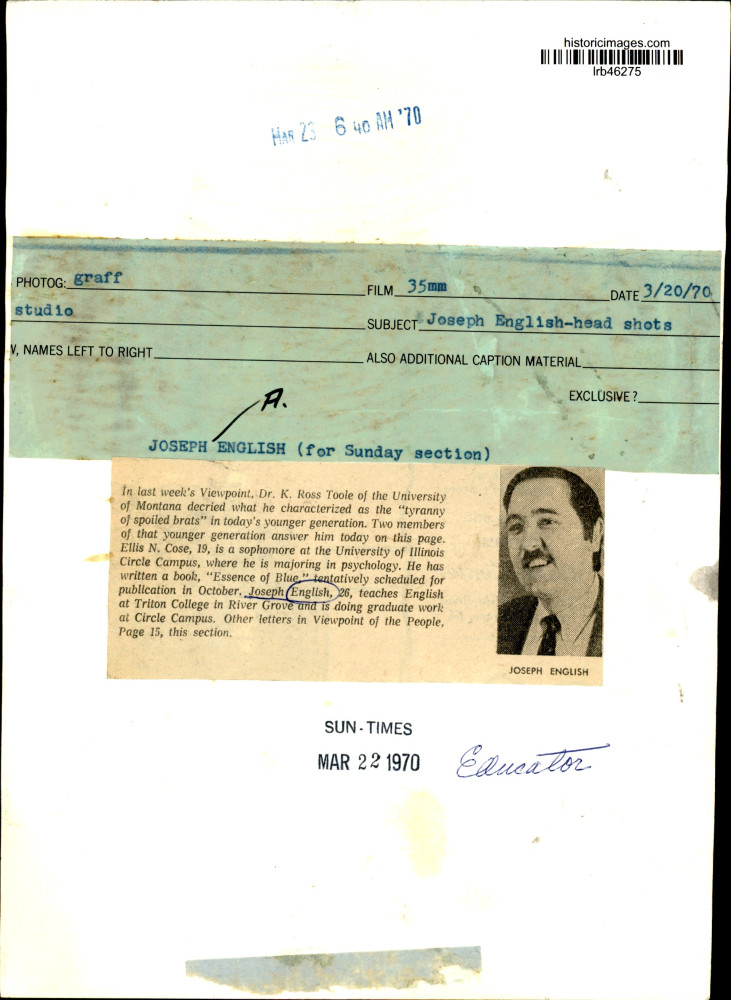 historicimages.com
lrb46275
MAR 23 6 40 AM '70
PHOTOG: graff
FILM 35mm
DATE 3/20/70
studio
SUBJECT Joseph English-head shots
V, NAMES LEFT TO RIGHT
ALSO ADDITIONAL CAPTION MATERIAL
EXCLUSIVE?
A.
JOSEPH ENGLISH (for Sunday section)
In last week's Viewpoint, Dr. K. Ross Toole of the University
of Montana decried what he characterized as the "tyranny
of spoiled brats" in today's younger generation. Two members
of that younger generation answer him today on this page.
Ellis N. Cose, 19, is a sophomore at the University of Illinois
Circle Campus, where he is majoring in psychology. He has
written a book, "Essence of Blue," tentatively scheduled for
publication in October. Joseph English, 26, teaches English
at Triton College in River Grove and is doing graduate work
at Circle Campus. Other letters in Viewpoint of the People,
Page 15, this section.
JOSEPH ENGLISH
SUN-TIMES
MAR 22 1970
Educator